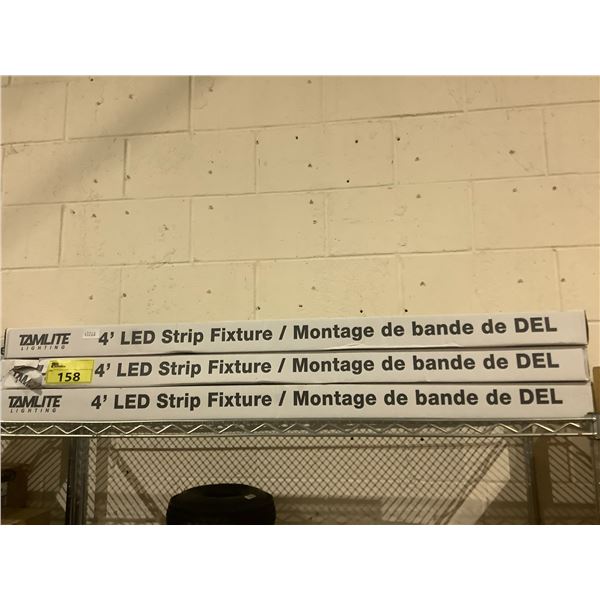 TAMLITE
LIGHTING
4' LED Strip Fixture / Montage de bande de DEL
158
4' LED Strip Fixture / Montage de bande de DEL
TAMLITE
LIGHTING
4' LED Strip Fixture / Montage de bande de DEL